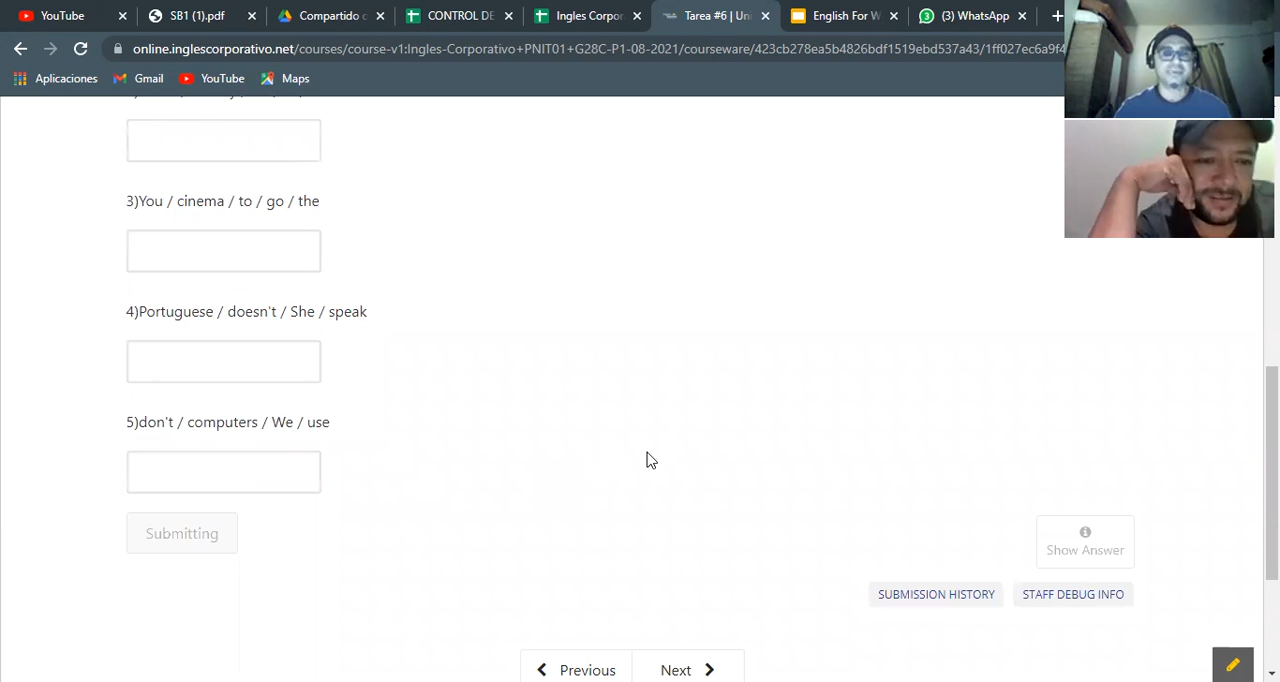 YouTube
SB1 (1).pdf
Compartido c
CONTROL DE
Ingles Corpor
Tarea #6 | Uni
English For W
(3) WhatsApp
online.inglescorporativo.net/courses/course-v1:Ingles-Corporativo+PNIT01+G28C-P1-08-2021/courseware/423cb278ea5b4826bdf1519ebd537a43/1ff027ec6a9f4
Aplicaciones
Gmail
YouTube
Maps
3)You / cinema / to / go / the
4)Portuguese / doesn't / She / speak
5)don't / computers / We / use
Submitting
Show Answer
SUBMISSION HISTORY
STAFF DEBUG INFO
Previous
Next